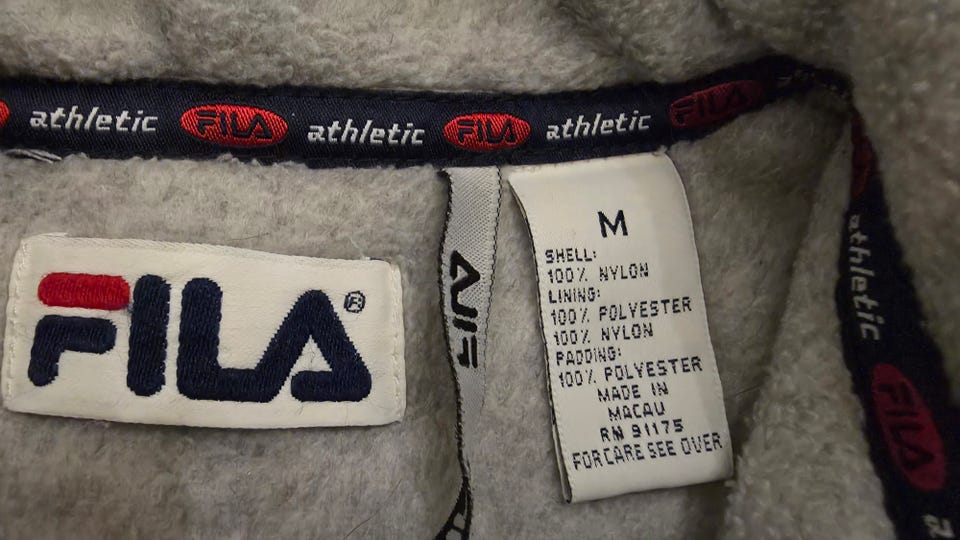 athletic FILA athletic FILA athletic FILA
FILA®
FILA
M
SHELL:
100% NYLON
LINING:
100% POLYESTER
100% NYLON
PADDING:
100% POLYESTER
MADE IN
MACAU
RN 91175
FOR CARE SEE OVER
athletic
FILA